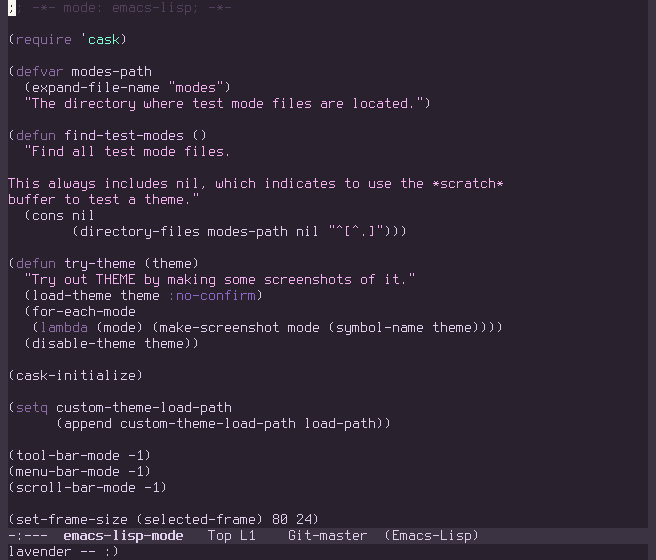 ;; -*- mode: emacs-lisp; -*-
(require 'cask)
(defvar modes-path
(expand-file-name "modes")
"The directory where test mode files are located.")
(defun find-test-modes ()
"Find all test mode files.
This always includes nil, which indicates to use the *scratch*
buffer to test a theme."
(cons nil
(directory-files modes-path nil "^[^.]")))
(defun try-theme (theme)
"Try out THEME by making some screenshots of it."
(load-theme theme :no-confirm)
(for-each-mode
(lambda (mode) (make-screenshot mode (symbol-name theme))))
(disable-theme theme))
(cask-initialize)
(setq custom-theme-load-path
(append custom-theme-load-path load-path))
(tool-bar-mode -1)
(menu-bar-mode -1)
(scroll-bar-mode -1)
(set-frame-size (selected-frame) 80 24)
-:--- emacs-lisp-mode Top L1 Git-master (Emacs-Lisp)
lavender -- :)